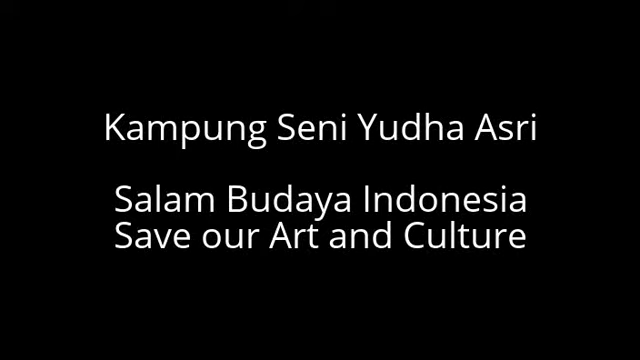 Kampung Seni Yudha Asri
Salam Budaya Indonesia
Save our Art and Culture